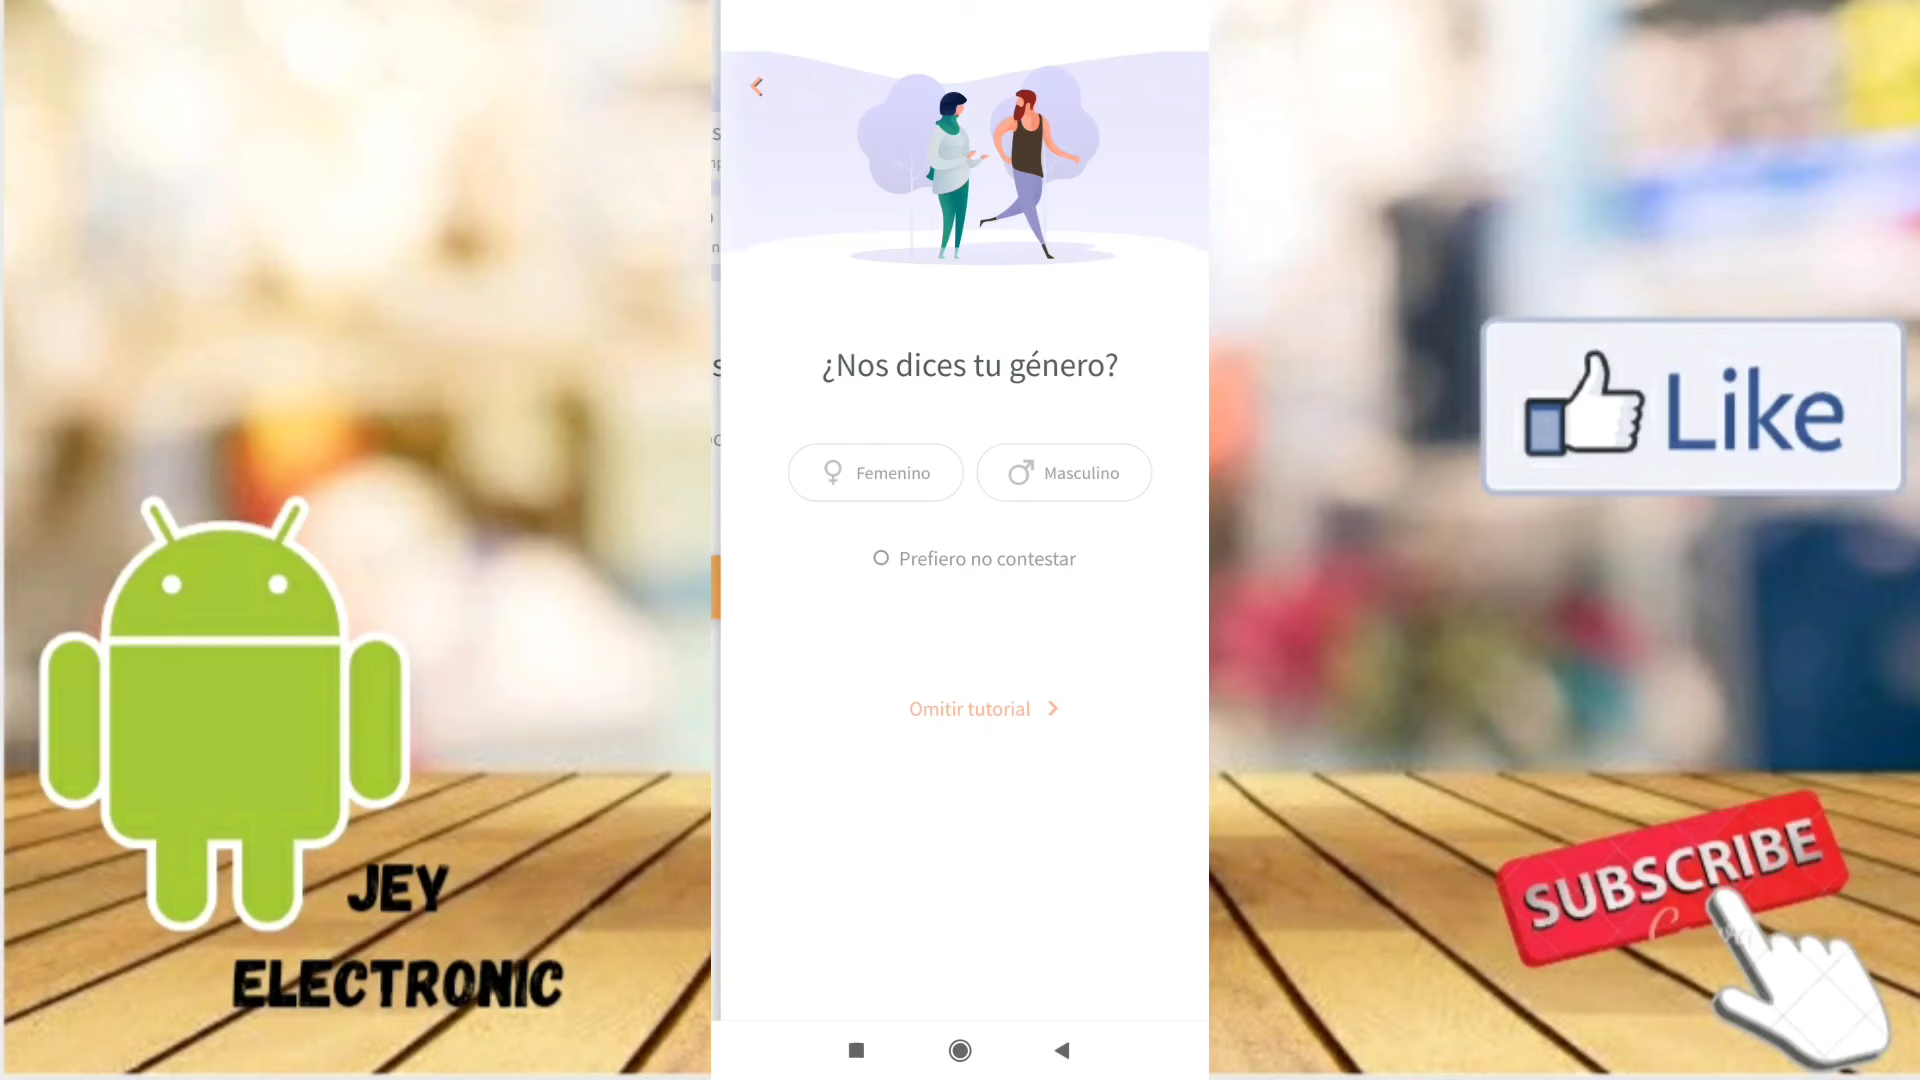 ¿Nos dices tu género?
Femenino
Masculino
Prefiero no contestar
Omitir tutorial
Like
JEY
ELECTRONIC
SUBSCRIBE